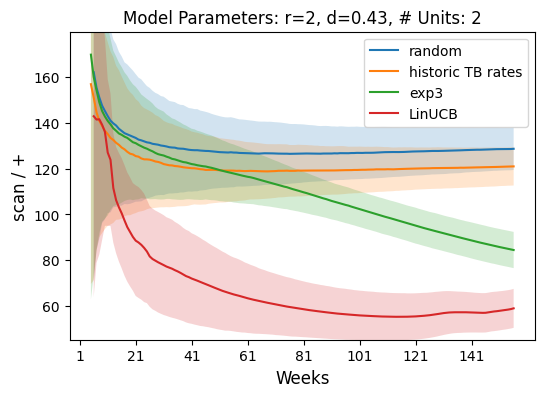 Model Parameters: r=2, d=0.43, # Units: 2
random
historic TB rates
exp3
LinUCB
scan / +
160
140
120
100
80
60
1 21 41 61 81 101 121 141
Weeks